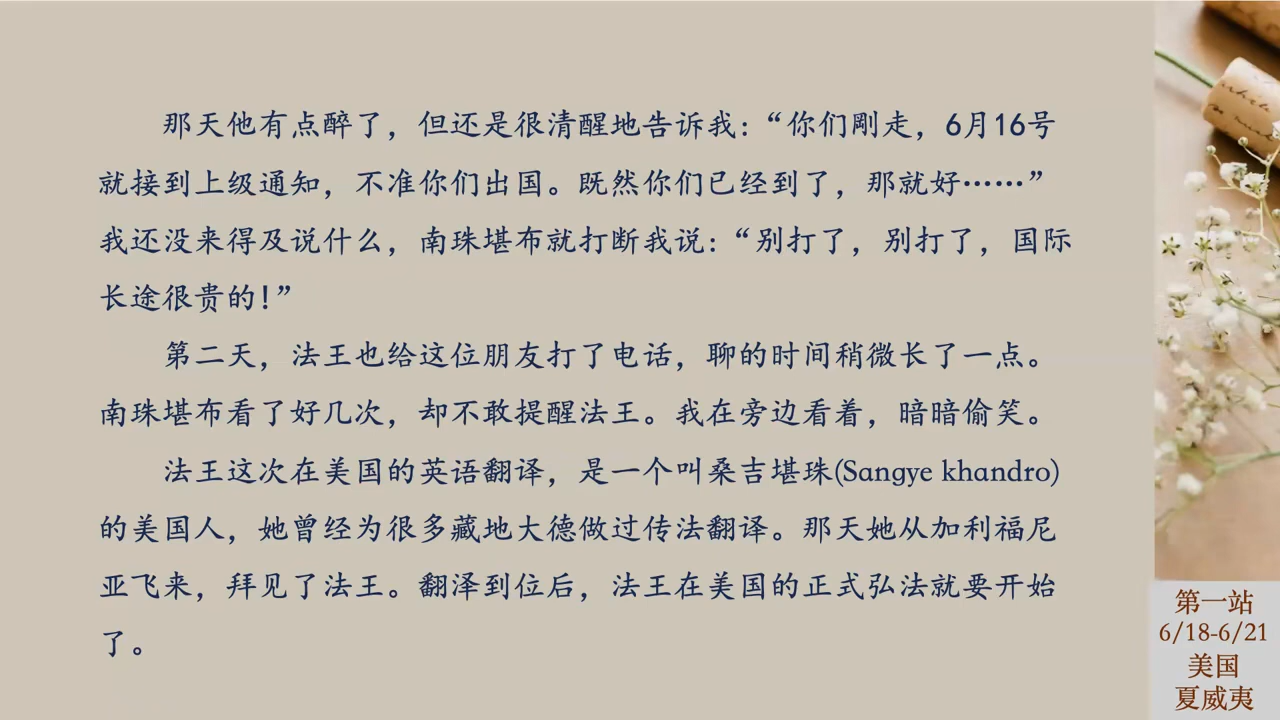 那天他有点醉了，但还是很清醒地告诉我：“你们刚走，6月16号
就接到上级通知，不准你们出国。既然你们已经到了，那就好……”
我还没来得及说什么，南珠堪布就打断我说：“别打了，别打了，国际
长途很贵的！”
第二天，法王也给这位朋友打了电话，聊的时间稍微长了一点。
南珠堪布看了好几次，却不敢提醒法王。我在旁边看着，暗暗偷笑。
法王这次在美国的英语翻译，是一个叫桑吉堪珠(Sangye khandro)
的美国人，她曾经为很多藏地大德做过传法翻译。那天她从加利福尼
亚飞来，拜见了法王。翻泽到位后，法王在美国的正式弘法就要开始
了。
第一站
6/18-6/21
美国
夏威夷